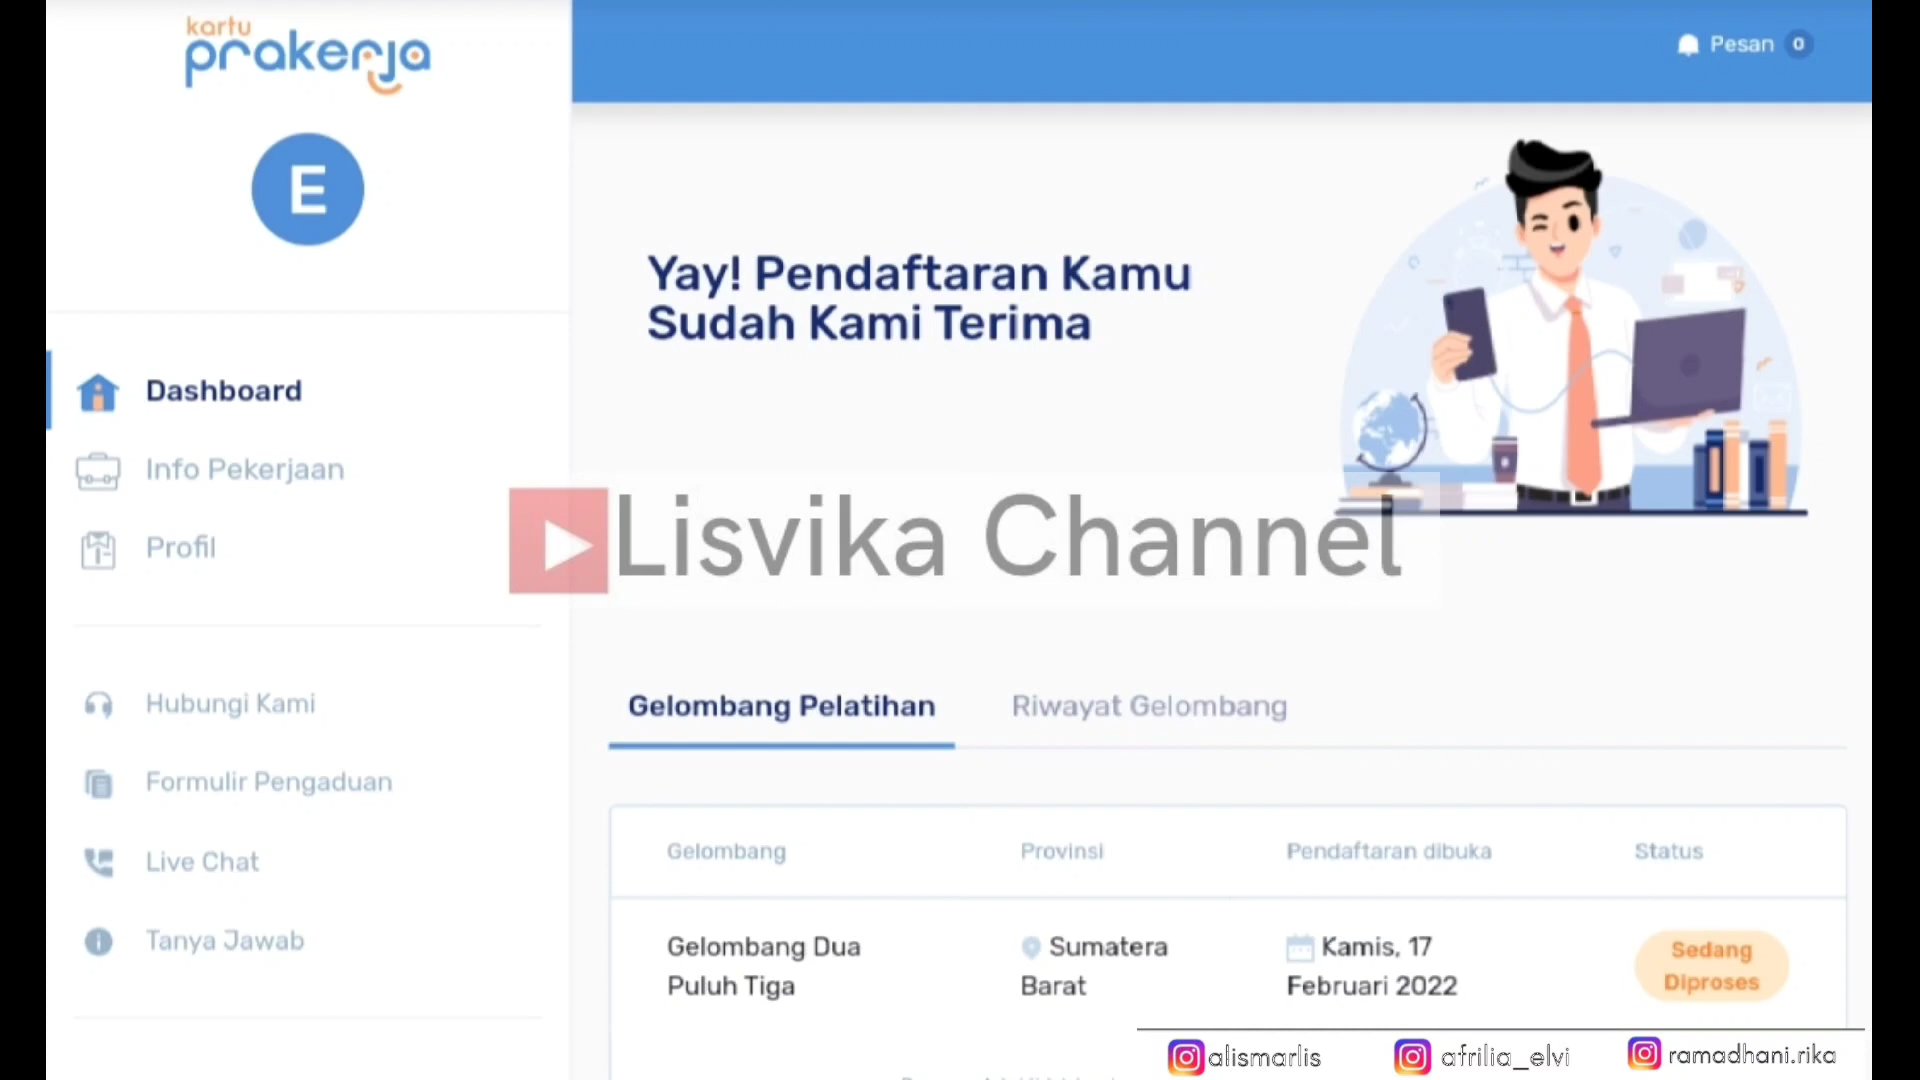 kartu
prakerja
Pesan 0
E
Yay! Pendaftaran Kamu
Sudah Kami Terima
Dashboard
Info Pekerjaan
Profil
Lisvika Channel
Hubungi Kami
Formulir Pengaduan
Live Chat
Tanya Jawab
Gelombang Pelatihan
Riwayat Gelombang
Gelombang
Provinsi
Pendaftaran dibuka
Status
Gelombang Dua
Puluh Tiga
Sumatera
Barat
Kamis, 17
Februari 2022
Sedang
Diproses
alismarlis
afrilia_elvi
ramadhani.rika